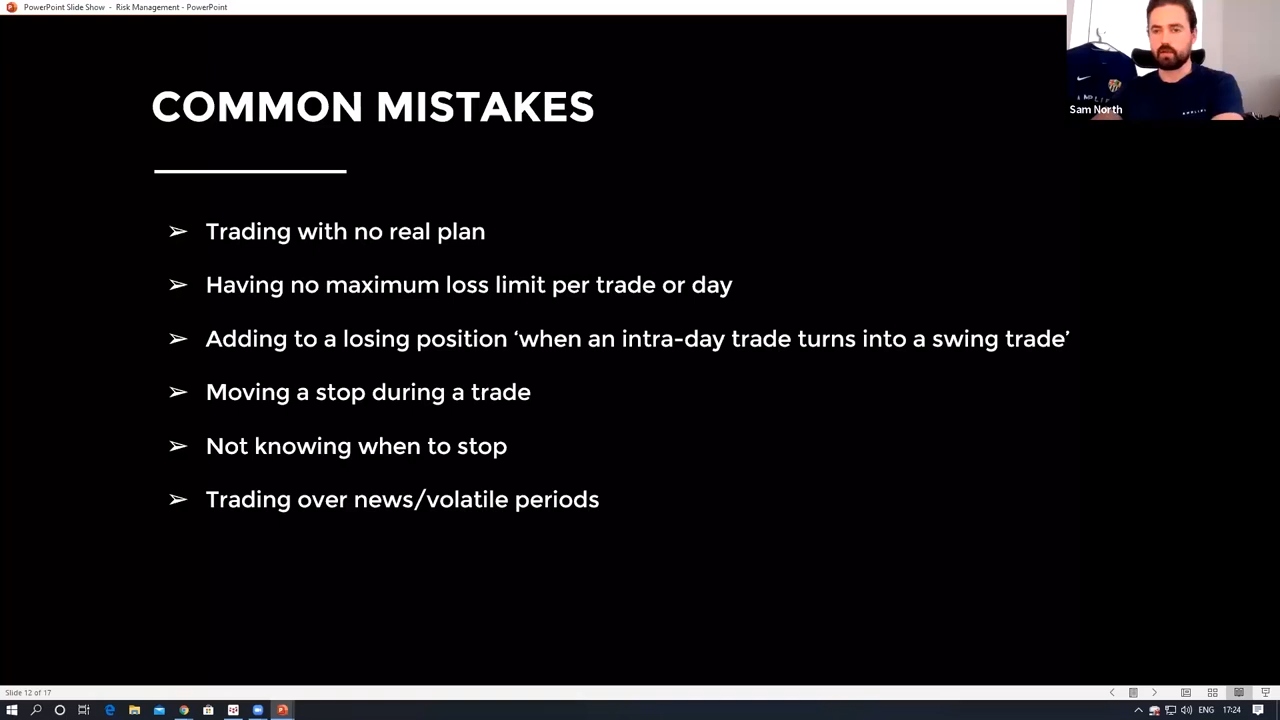 PowerPoint Slide Show - Risk Management - PowerPoint
Sam North
COMMON MISTAKES
➢ Trading with no real plan
➢ Having no maximum loss limit per trade or day
➢ Adding to a losing position ‘when an intra-day trade turns into a swing trade’
➢ Moving a stop during a trade
➢ Not knowing when to stop
➢ Trading over news/volatile periods
Slide 12 of 17
ENG 17:24